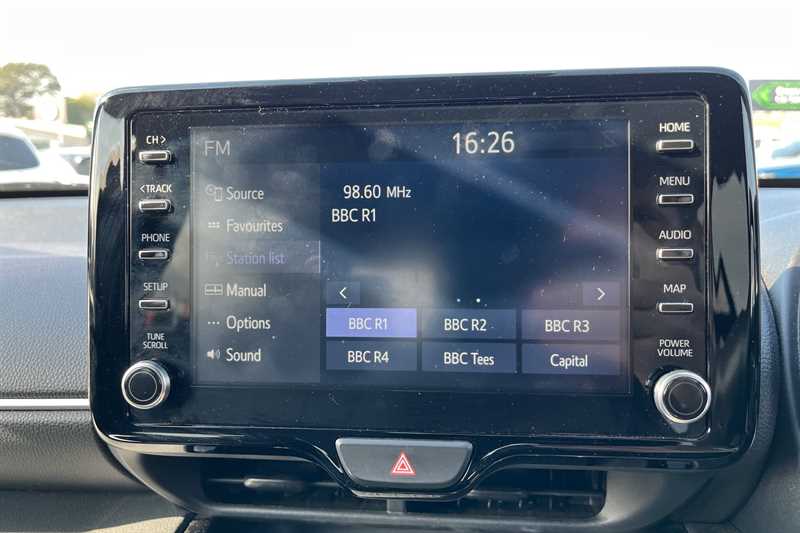 CH>
<TRACK
PHONE
SETUP
TUNE
SCROLL
FM
16:26
Source
Favourites
Station list
Manual
Options
Sound
98.60 MHz
BBC R1
BBC R1 BBC R2 BBC R3
BBC R4 BBC Tees Capital
HOME
MENU
AUDIO
MAP
POWER
VOLUME